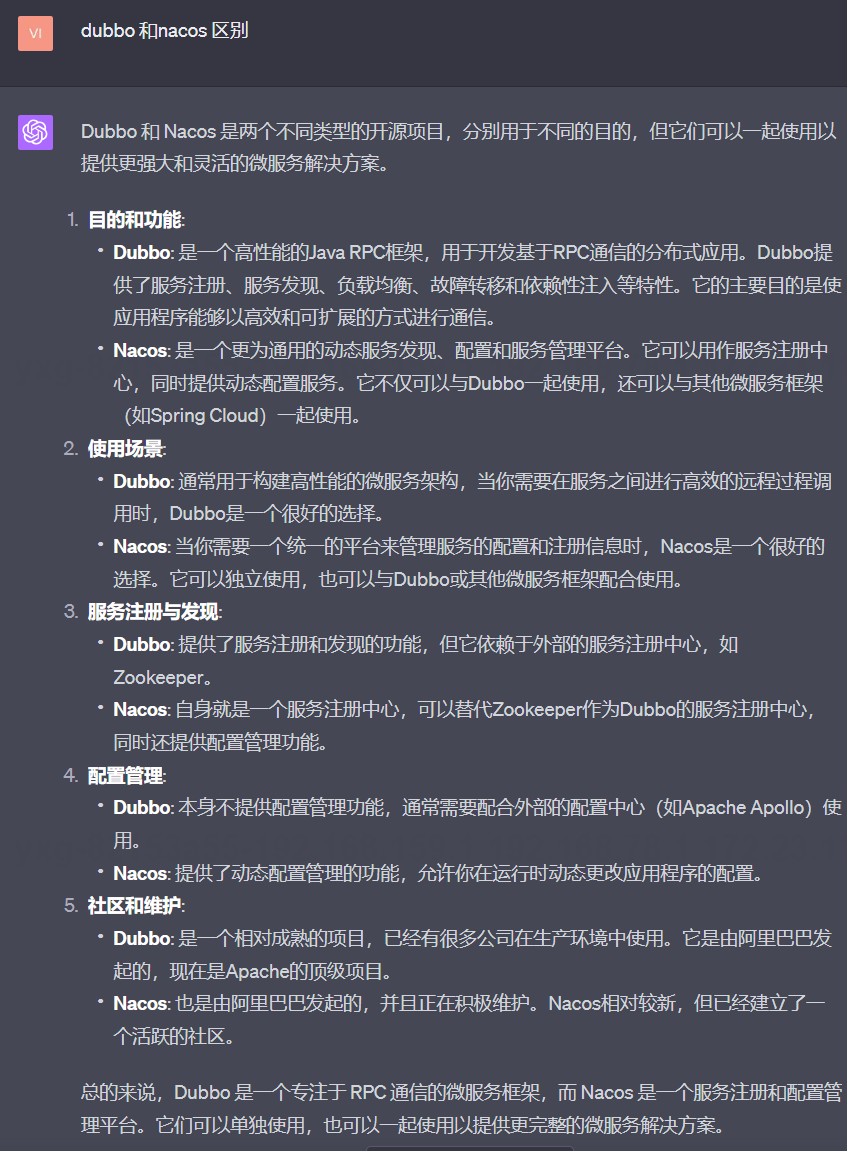 VI
dubbo 和nacos 区别
Dubbo 和 Nacos 是两个不同类型的开源项目，分别用于不同的目的，但它们可以一起使用以
提供更强大和灵活的微服务解决方案。
1. 目的和功能:
• Dubbo: 是一个高性能的Java RPC框架，用于开发基于RPC通信的分布式应用。Dubbo提
供了服务注册、服务发现、负载均衡、故障转移和依赖性注入等特性。它的主要目的是使
应用程序能够以高效和可扩展的方式进行通信。
• Nacos: 是一个更为通用的动态服务发现、配置和服务管理平台。它可以用作服务注册中
心，同时提供动态配置服务。它不仅可以与Dubbo一起使用，还可以与其他微服务框架
（如Spring Cloud）一起使用。
2. 使用场景:
• Dubbo: 通常用于构建高性能的微服务架构，当你需要在服务之间进行高效的远程过程调
用时，Dubbo是一个很好的选择。
• Nacos: 当你需要一个统一的平台来管理服务的配置和注册信息时，Nacos是一个很好的
选择。它可以独立使用，也可以与Dubbo或其他微服务框架配合使用。
3. 服务注册与发现:
• Dubbo: 提供了服务注册和发现的功能，但它依赖于外部的服务注册中心，如
Zookeeper。
• Nacos: 自身就是一个服务注册中心，可以替代Zookeeper作为Dubbo的服务注册中心，
同时还提供配置管理功能。
4. 配置管理:
• Dubbo: 本身不提供配置管理功能，通常需要配合外部的配置中心（如Apache Apollo）使
用。
• Nacos: 提供了动态配置管理的功能，允许你在运行时动态更改应用程序的配置。
5. 社区和维护:
• Dubbo: 是一个相对成熟的项目，已经有很多公司在生产环境中使用。它是由阿里巴巴发
起的，现在是Apache的顶级项目。
• Nacos: 也是由阿里巴巴发起的，并且正在积极维护。Nacos相对较新，但已经建立了一
个活跃的社区。
总的来说，Dubbo 是一个专注于 RPC 通信的微服务框架，而 Nacos 是一个服务注册和配置管
理平台。它们可以单独使用，也可以一起使用以提供更完整的微服务解决方案。